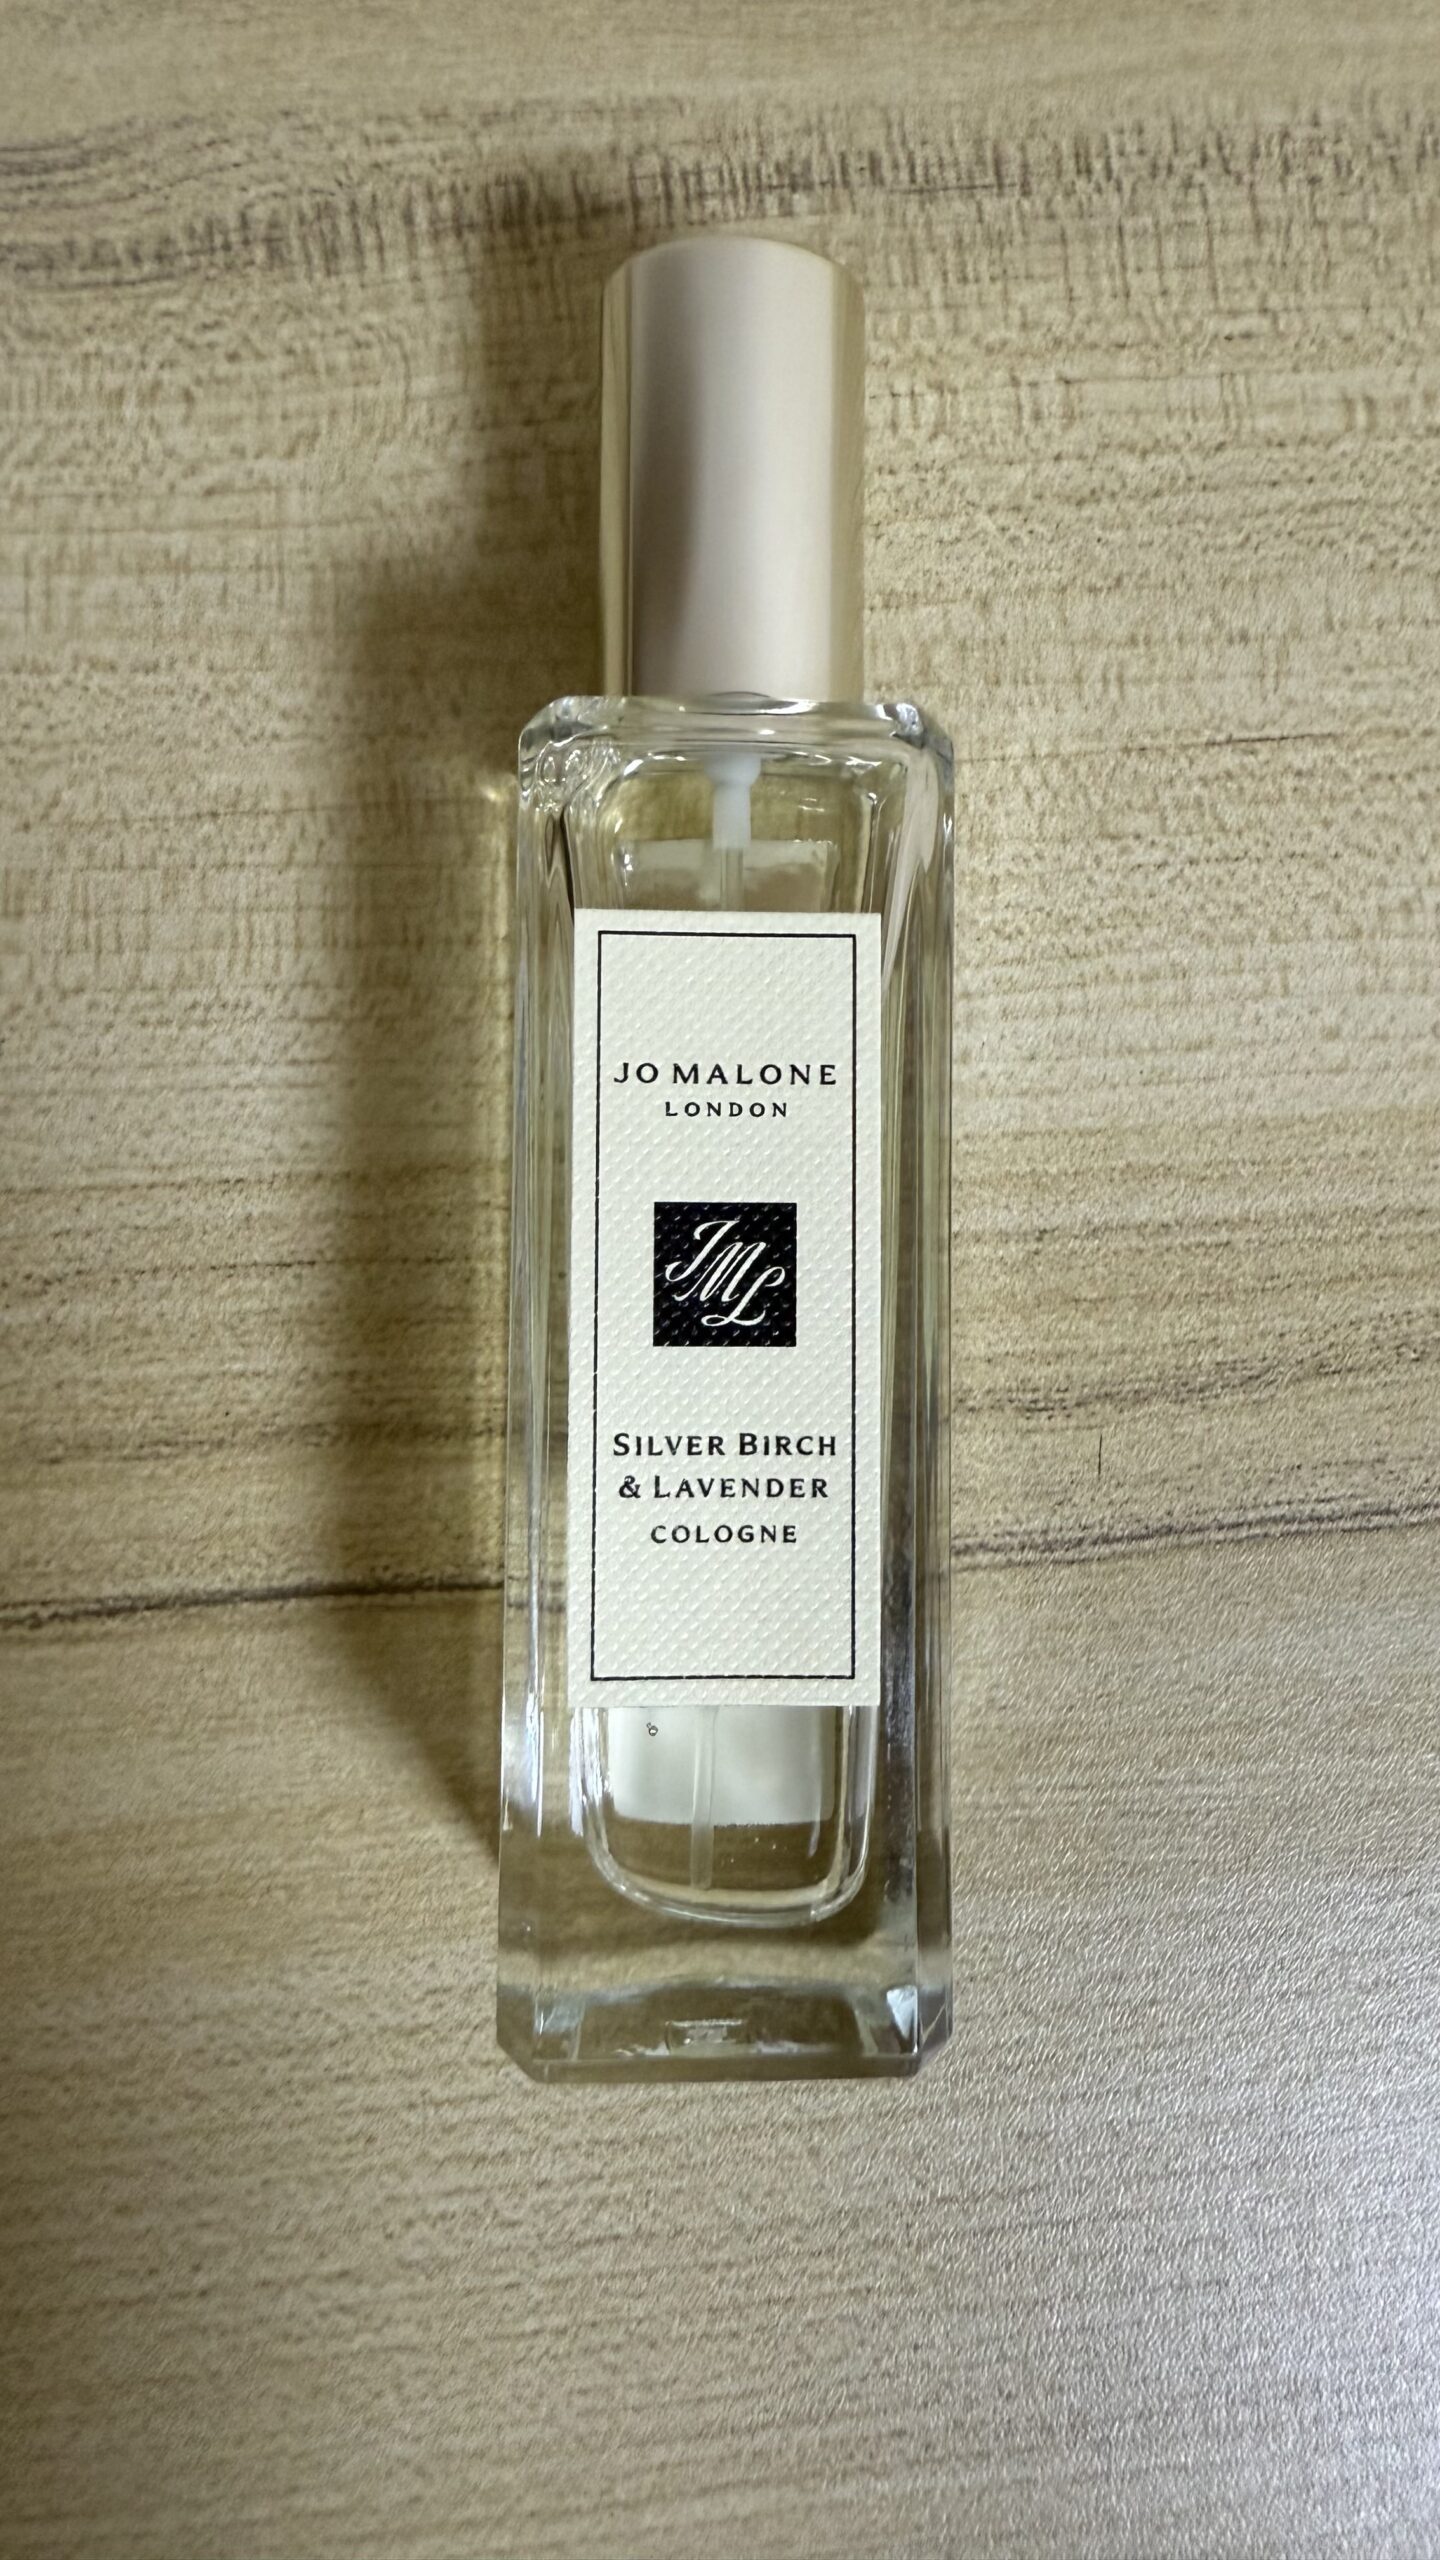 JO MALONE
LONDON
JML
SILVER BIRCH
& LAVENDER
COLOGNE